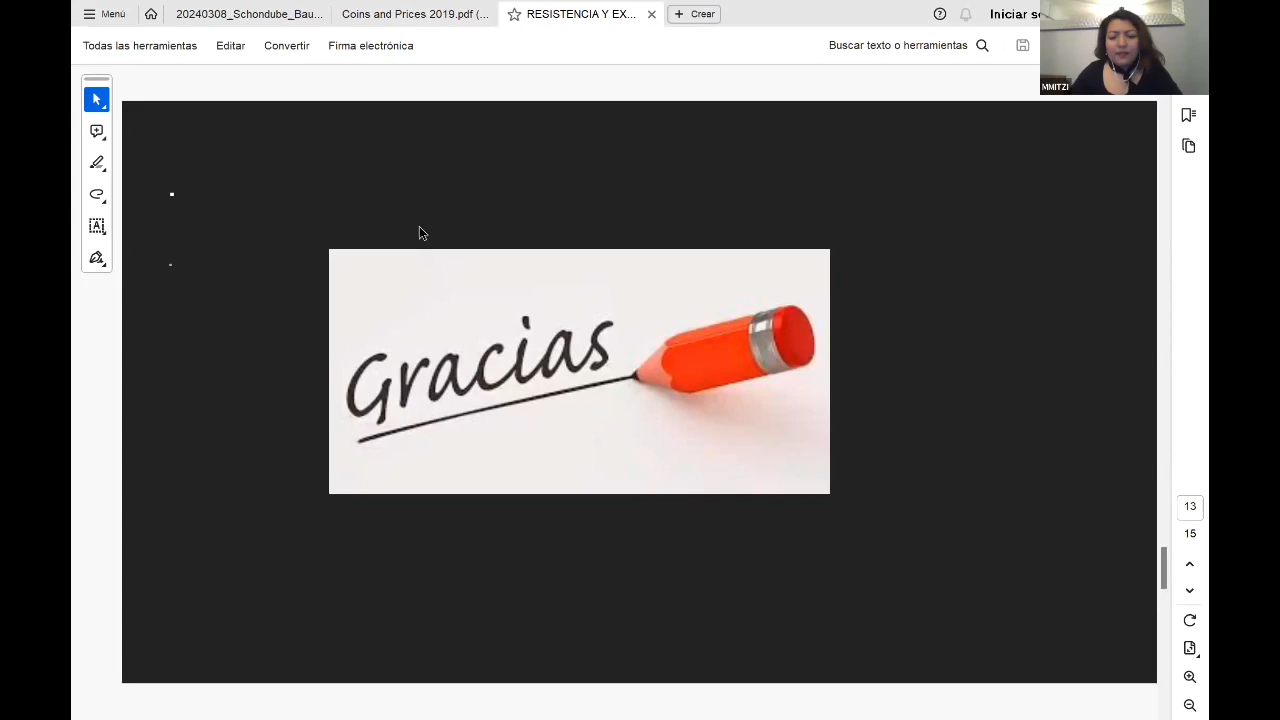 Menú
20240308_Schondube_Bau...
Coins and Prices 2019.pdf (...
RESISTENCIA Y EX...
Crear
Iniciar se
Todas las herramientas
Editar
Convertir
Firma electrónica
Buscar texto o herramientas
MMITZI
Gracias
13
15